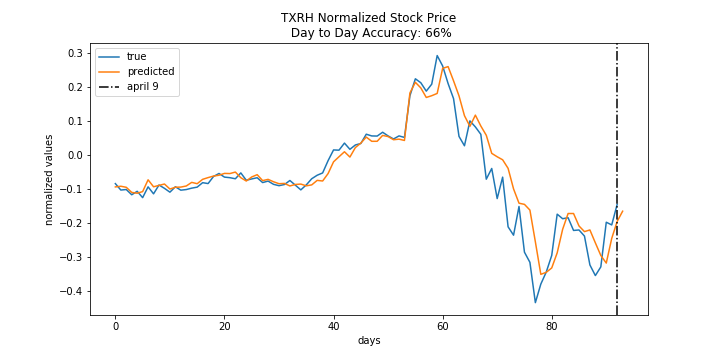 TXRH Normalized Stock Price
Day to Day Accuracy: 66%
true
predicted
april 9
normalized values
0.3
0.2
0.1
0.0
−0.1
−0.2
−0.3
−0.4
0
20
40
60
80
days